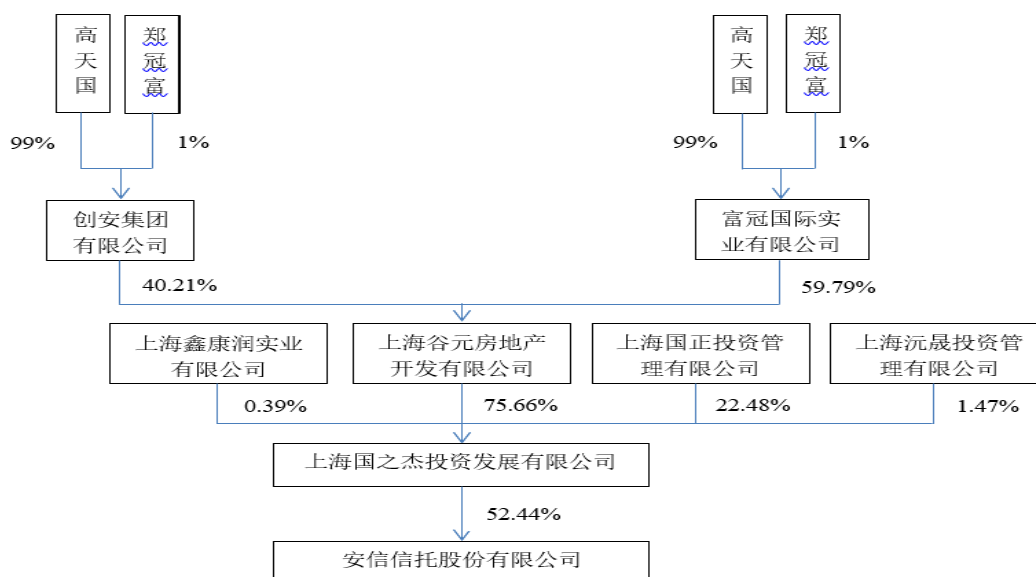 高天国
郑冠富
高天国
郑冠富
99%
1%
99%
1%
创安集团
有限公司
富冠国际实
业有限公司
40.21%
59.79%
上海鑫康润实业
有限公司
上海谷元房地产
开发有限公司
上海国正投资管
理有限公司
上海沅晟投资管
理有限公司
0.39%
75.66%
22.48%
1.47%
上海国之杰投资发展有限公司
52.44%
安信信托股份有限公司